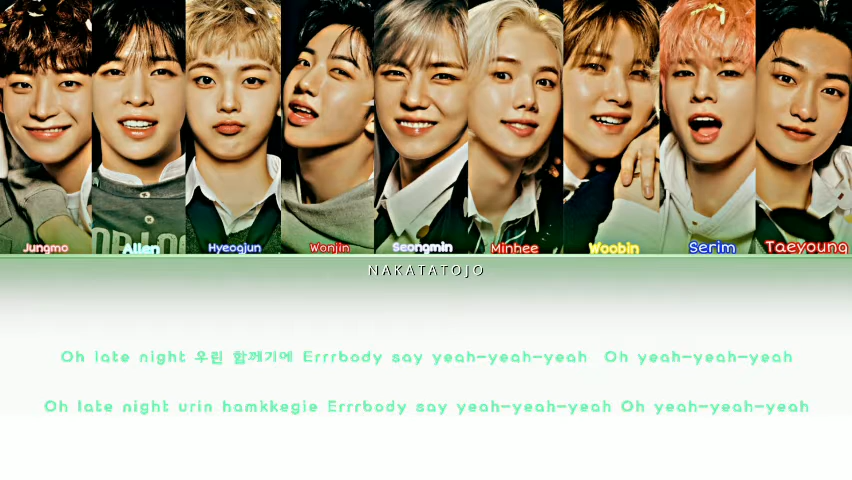 Jungmo Allen Hyeongjun Wonjin Seongmin Minhee Woobin Serim Taeyoung
NAKATATOJO
Oh late night 우린 함께기에 Errrbody say yeah-yeah-yeah Oh yeah-yeah-yeah
Oh late night urin hamkkegie Errrbody say yeah-yeah-yeah Oh yeah-yeah-yeah